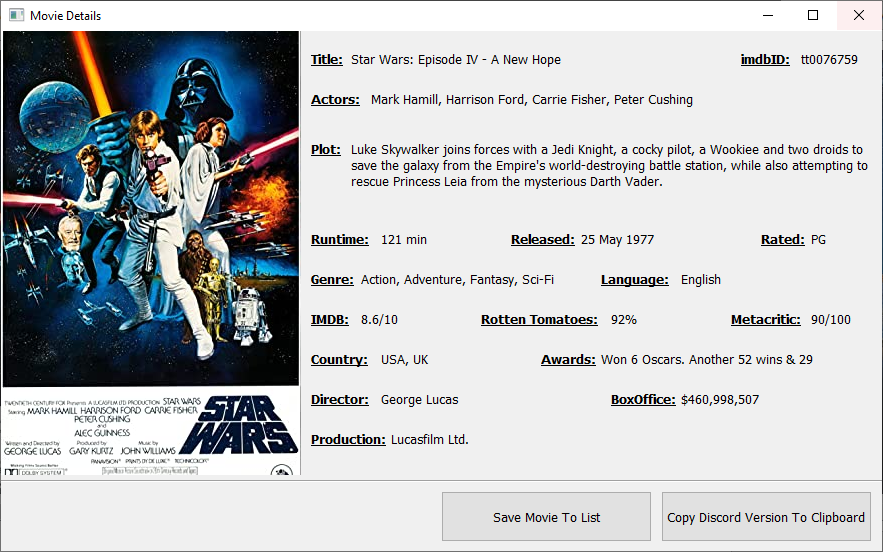 Movie Details
Title: Star Wars: Episode IV - A New Hope imdbID: tt0076759
Actors: Mark Hamill, Harrison Ford, Carrie Fisher, Peter Cushing
Plot: Luke Skywalker joins forces with a Jedi Knight, a cocky pilot, a Wookiee and two droids to
save the galaxy from the Empire's world-destroying battle station, while also attempting to
rescue Princess Leia from the mysterious Darth Vader.
Runtime: 121 min Released: 25 May 1977 Rated: PG
Genre: Action, Adventure, Fantasy, Sci-Fi Language: English
IMDB: 8.6/10 Rotten Tomatoes: 92% Metacritic: 90/100
Country: USA, UK Awards: Won 6 Oscars. Another 52 wins & 29
Director: George Lucas BoxOffice: $460,998,507
Production: Lucasfilm Ltd.
TWENTIETH CENTURY-FOX Presents A LUCASFILM LTD PRODUCTION STAR WARS
Starring MARK HAMILL HARRISON FORD CARRIE FISHER
PETER CUSHING
and
ALEC GUINNESS
STAR
WARS
Written and Directed by Produced by Music by
GEORGE LUCAS GARY KURTZ JOHN WILLIAMS
PANAVISION PRINTS BY DE LUXE TECHNICOLOR
DOLBY SYSTEM
Save Movie To List Copy Discord Version To Clipboard